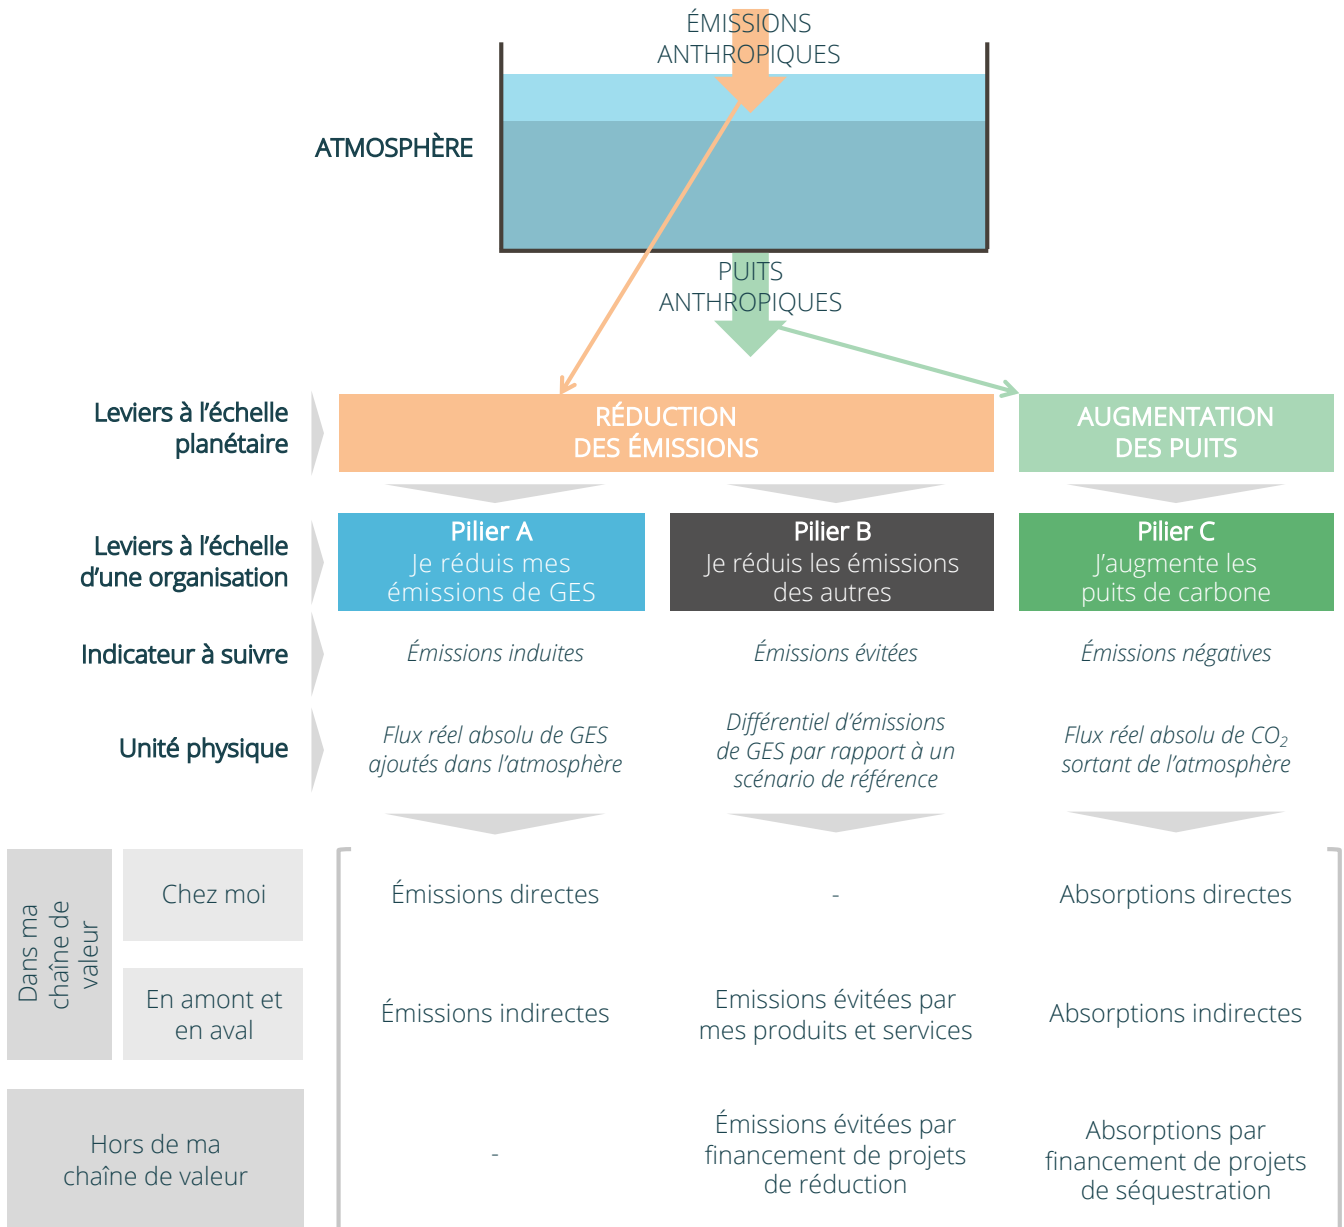 ÉMISSIONS
ANTHROPIQUES
ATMOSPHÈRE
PUITS
ANTHROPIQUES
Leviers à l’échelle
planétaire
RÉDUCTION
DES ÉMISSIONS
AUGMENTATION
DES PUITS
Leviers à l’échelle
d’une organisation
Pilier A
Je réduis mes
émissions de GES
Pilier B
Je réduis les émissions
des autres
Pilier C
J’augmente les
puits de carbone
Indicateur à suivre
Émissions induites
Émissions évitées
Émissions négatives
Unité physique
Flux réel absolu de GES
ajoutés dans l’atmosphère
Différentiel d’émissions
de GES par rapport à un
scénario de référence
Flux réel absolu de CO₂
sortant de l’atmosphère
Dans ma
chaîne de
valeur
Chez moi
Émissions directes
-
Absorptions directes
En amont et
en aval
Émissions indirectes
Emissions évitées par
mes produits et services
Absorptions indirectes
Hors de ma
chaîne de valeur
-
Émissions évitées par
financement de projets
de réduction
Absorptions par
financement de projets
de séquestration